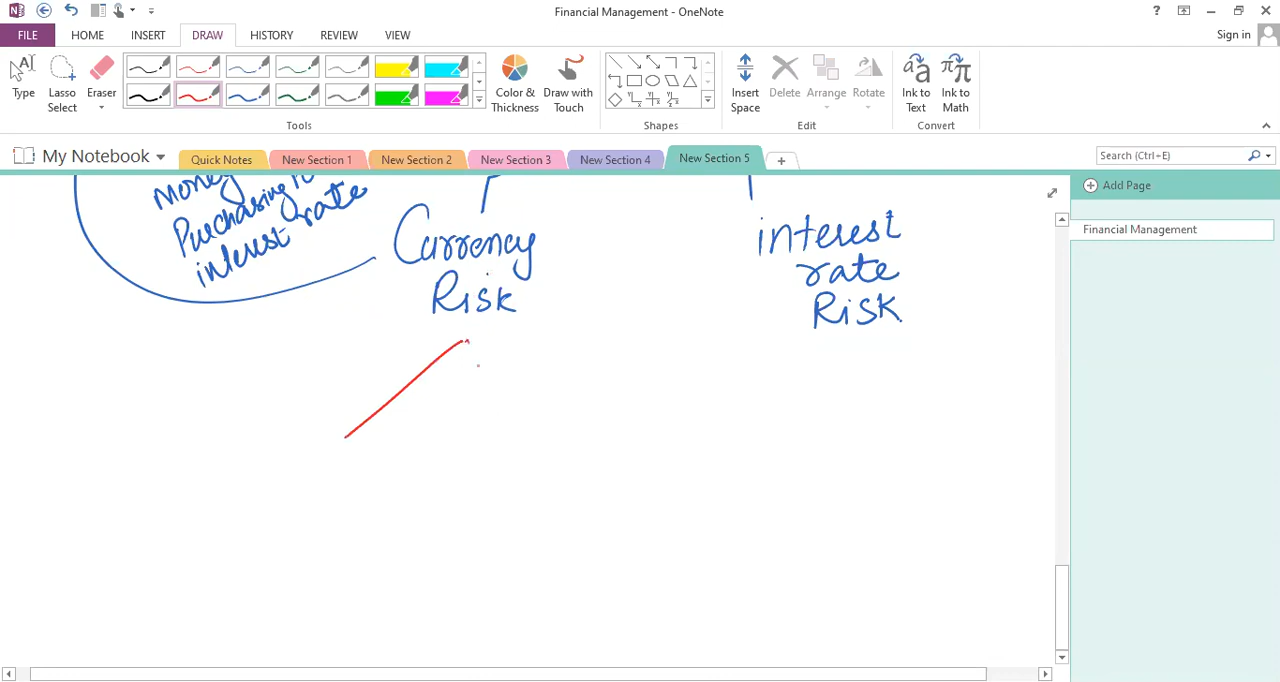 Financial Management - OneNote
?
Sign in
FILE
HOME
INSERT
DRAW
HISTORY
REVIEW
VIEW
Type
Lasso
Select
Eraser
Color &
Thickness
Draw with
Touch
Insert
Space
Delete
Arrange
Rotate
Ink to
Text
Ink to
Math
Tools
Shapes
Edit
Convert
My Notebook
Quick Notes
New Section 1
New Section 2
New Section 3
New Section 4
New Section 5
Search (Ctrl+E)
Add Page
Financial Management
money
Purchasing
interest rate
Currency
Risk
interest
rate
Risk